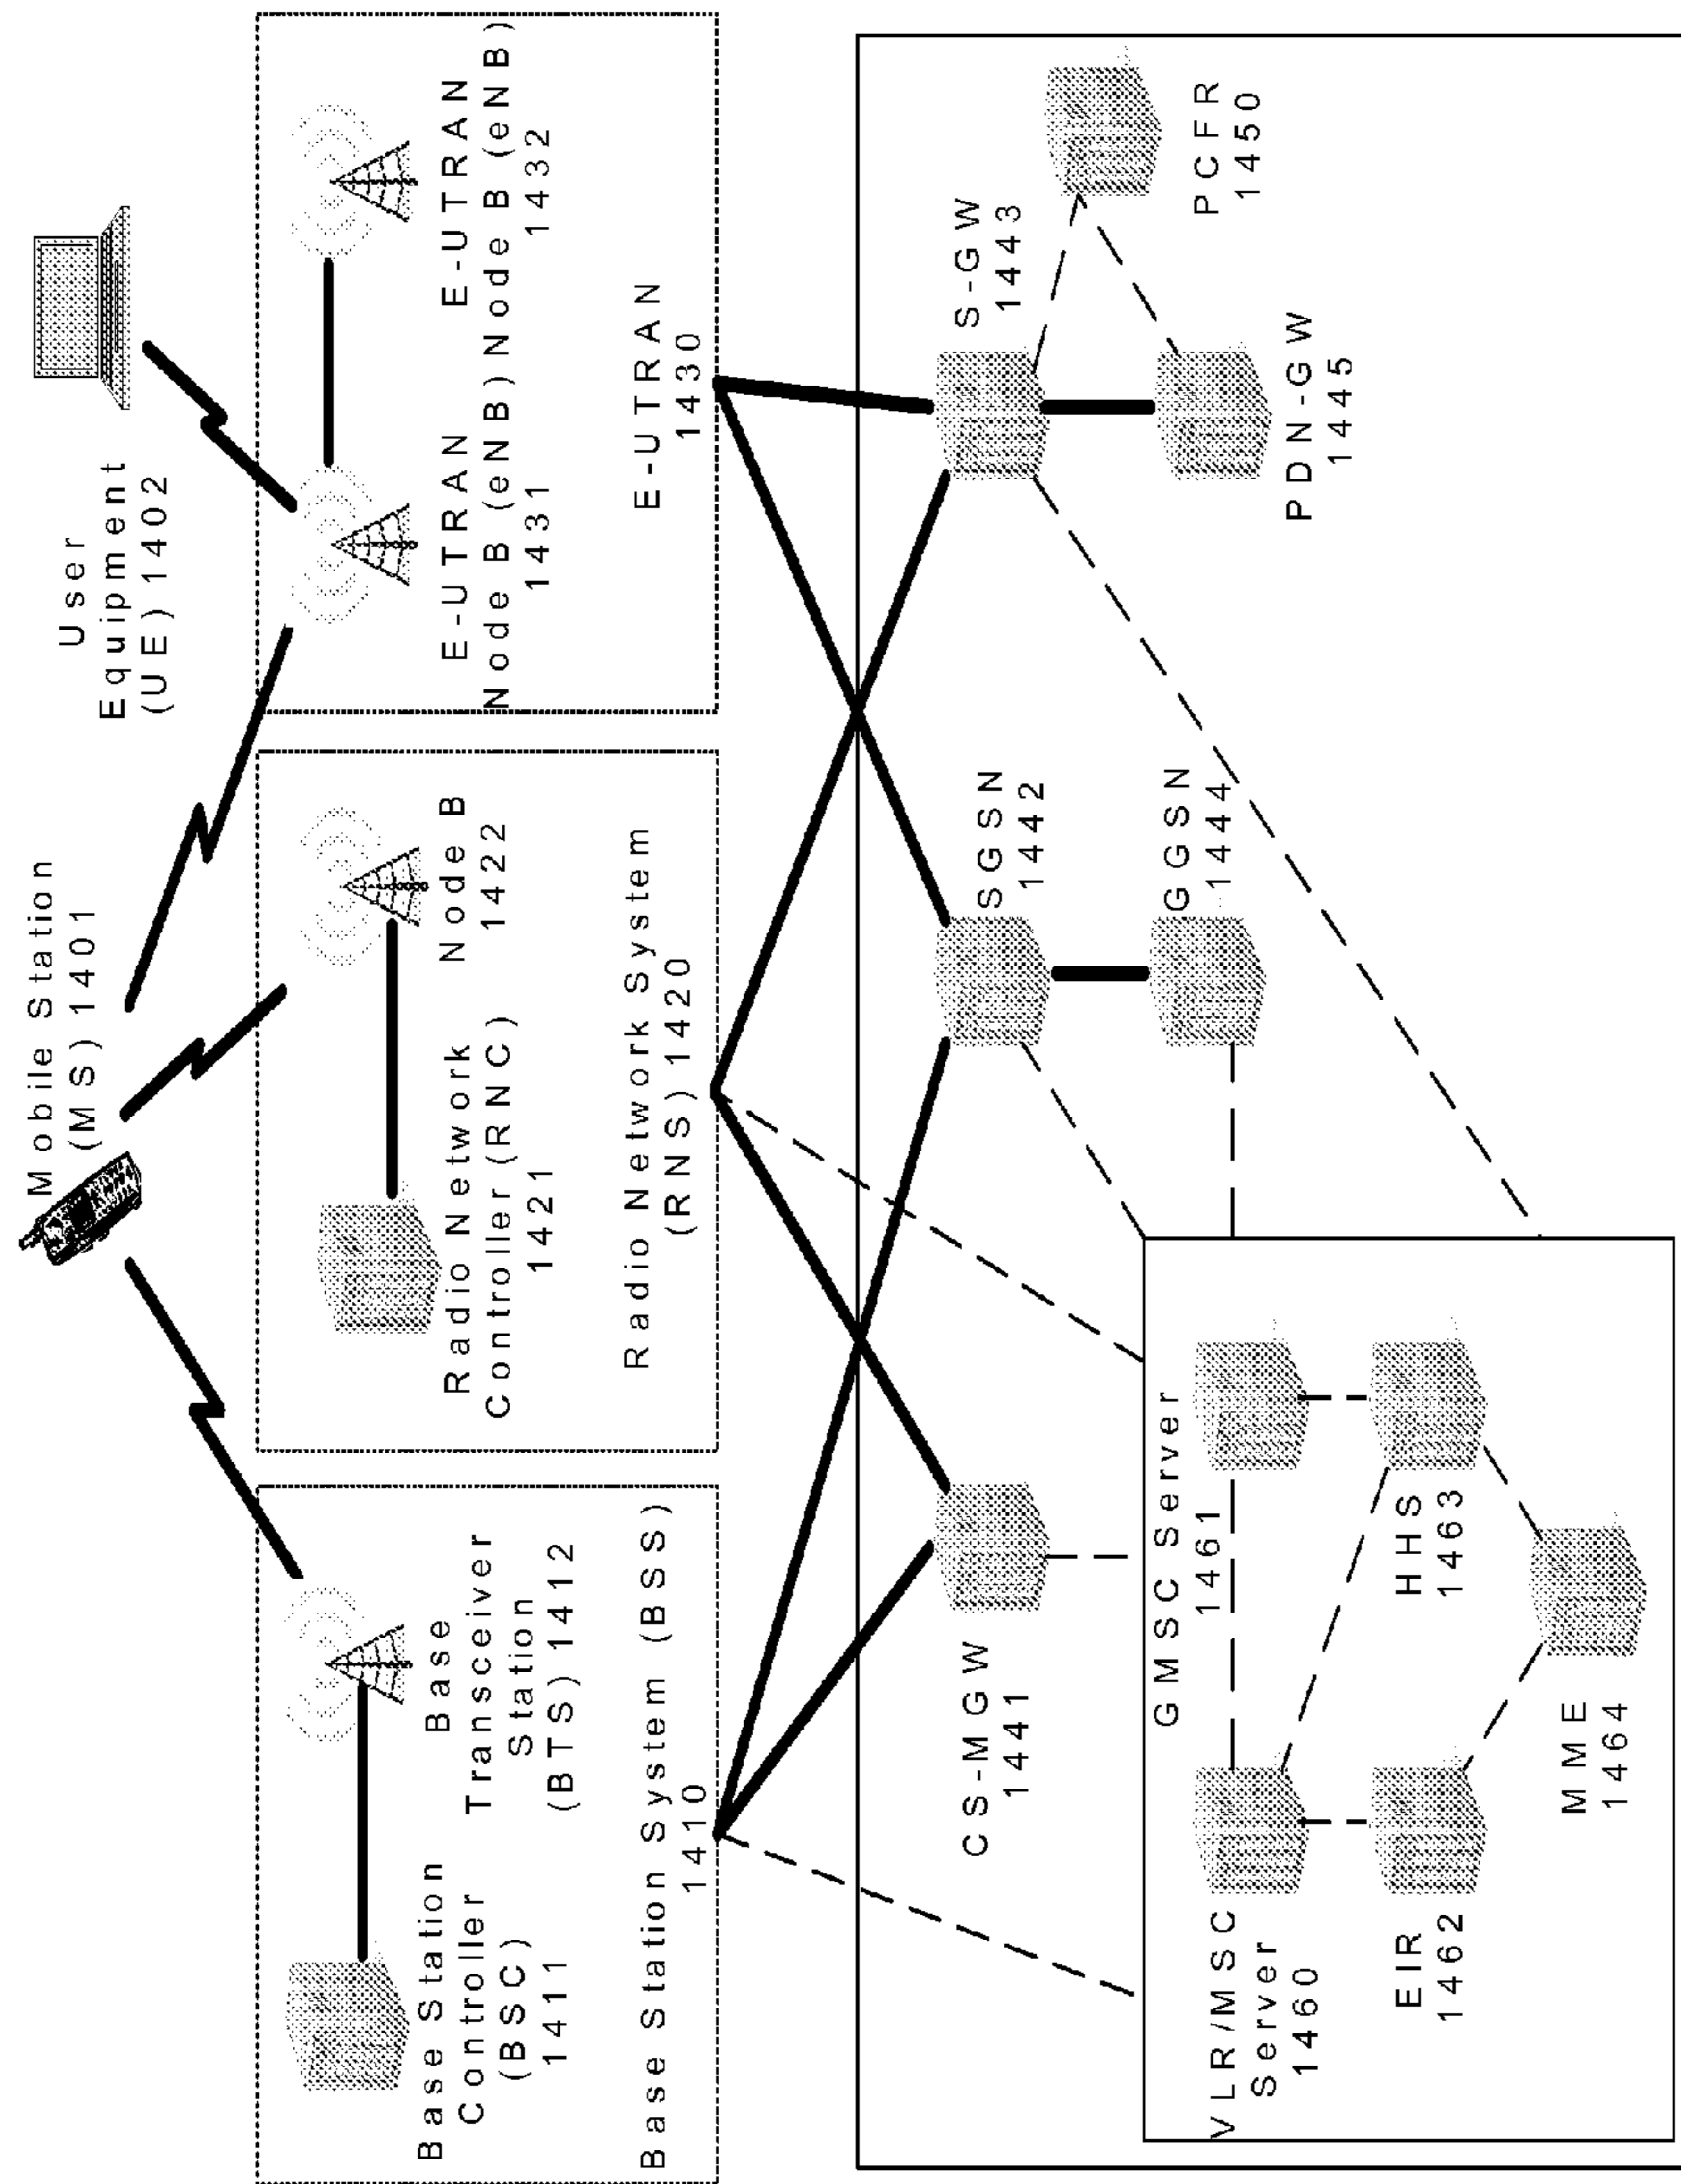 Mobile Station
(MS) 1401
User
Equipment
(UE) 1402
Base Station
Controller
(BSC)
1411
Base
Transceiver
Station
(BTS) 1412
Base Station System (BSS)
1410
Radio Network
Controller (RNC)
1421
Node B
1422
Radio Network System
(RNS) 1420
E-UTRAN
Node B (eNB)
1431
E-UTRAN
Node B (eNB)
1432
E-UTRAN
1430
CS-MGW
1441
SGSN
1442
GGSN
1444
S-GW
1443
PDN-GW
1445
PCFR
1450
VLR/MSC
Server
1460
GMSC Server
1461
EIR
1462
HHS
1463
MME
1464